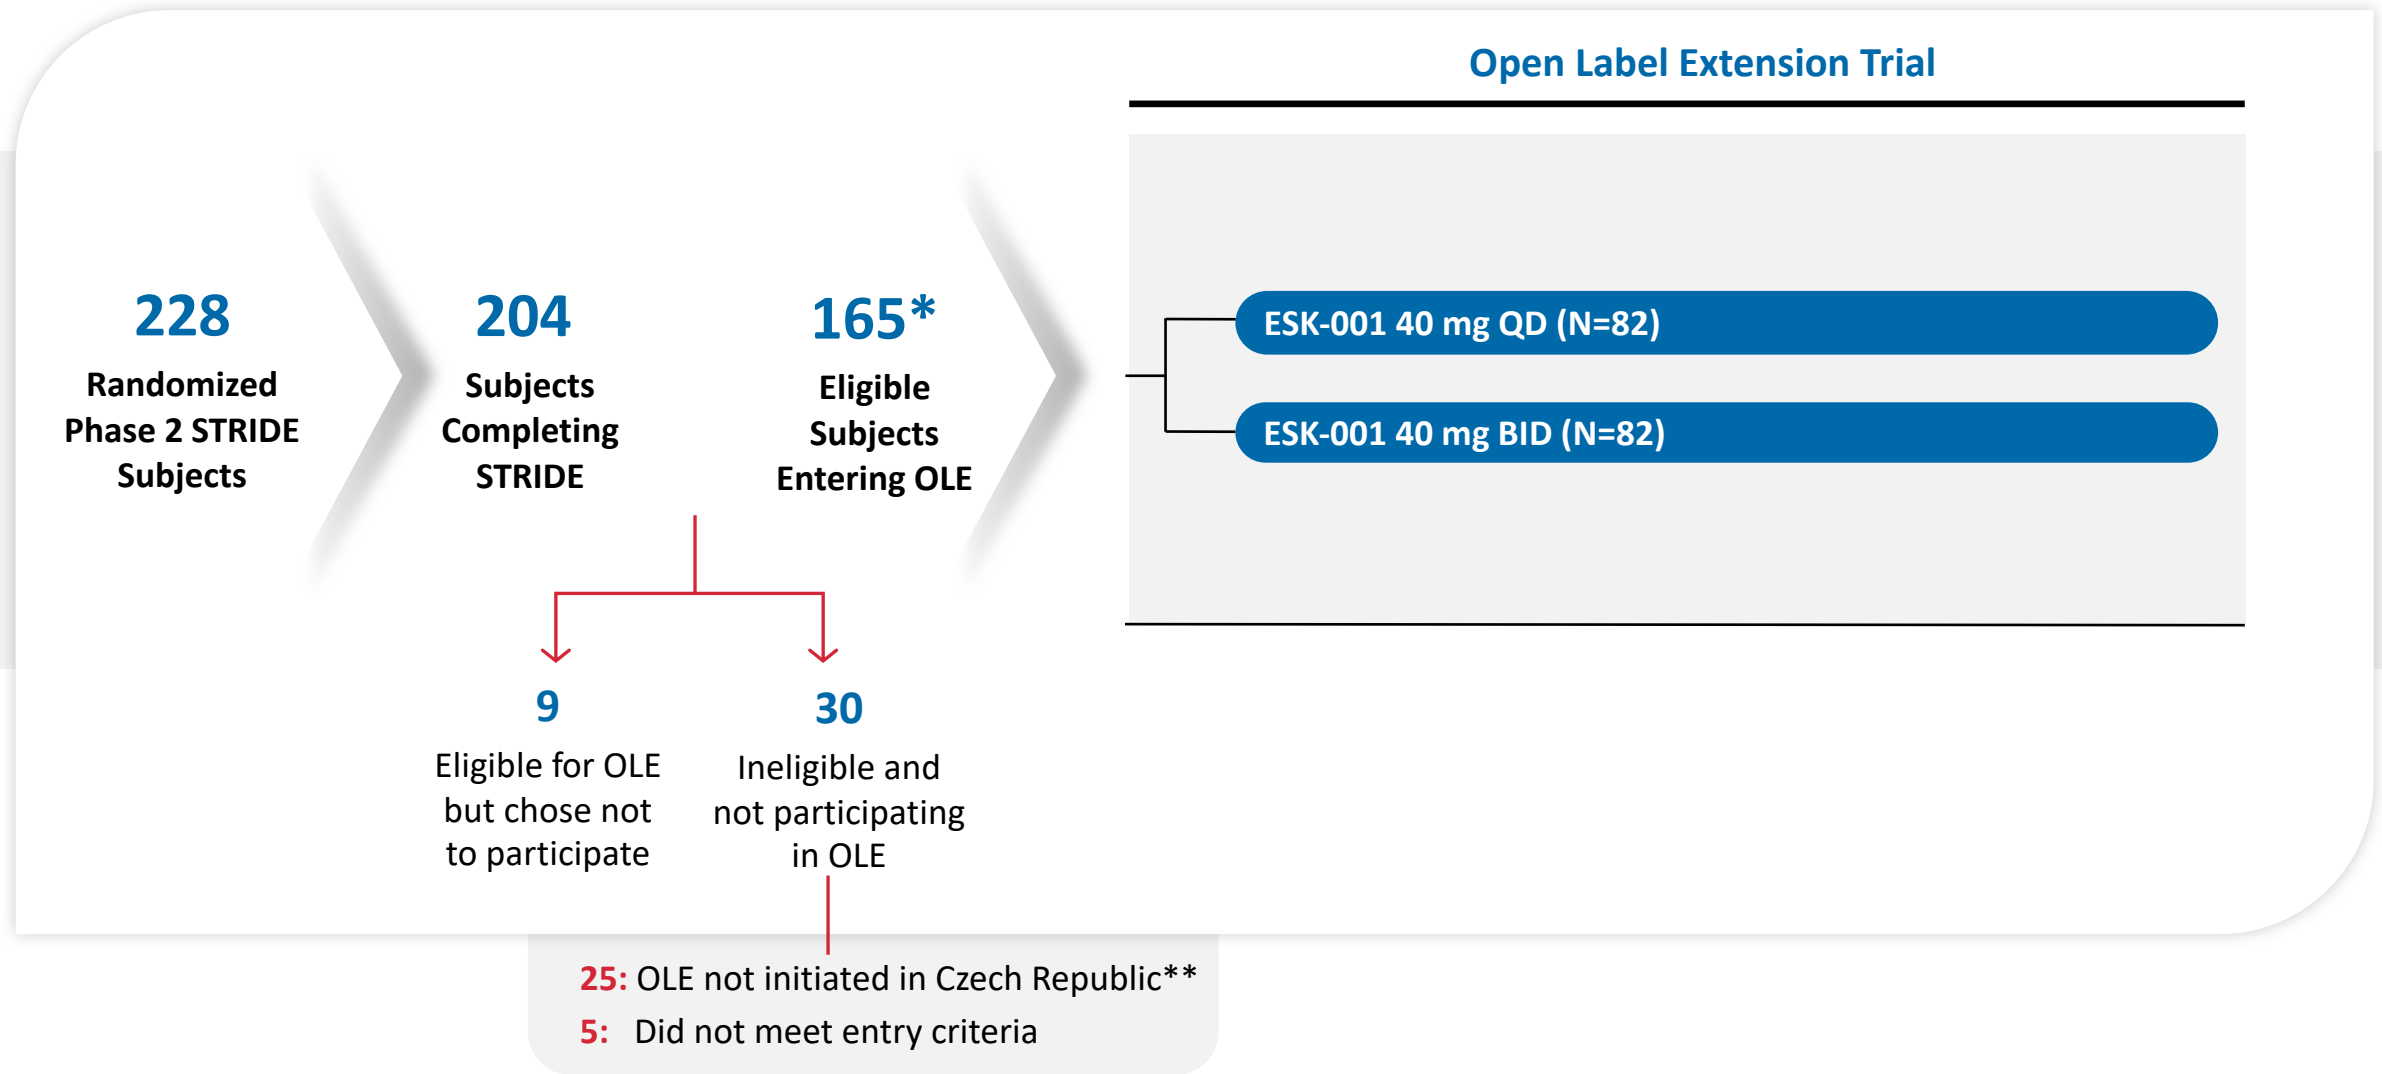 Open Label Extension Trial
228
Randomized
Phase 2 STRIDE
Subjects
204
Subjects
Completing
STRIDE
165*
Eligible
Subjects
Entering OLE
ESK-001 40 mg QD (N=82)
ESK-001 40 mg BID (N=82)
9
Eligible for OLE
but chose not
to participate
30
Ineligible and
not participating
in OLE
25: OLE not initiated in Czech Republic**
5: Did not meet entry criteria